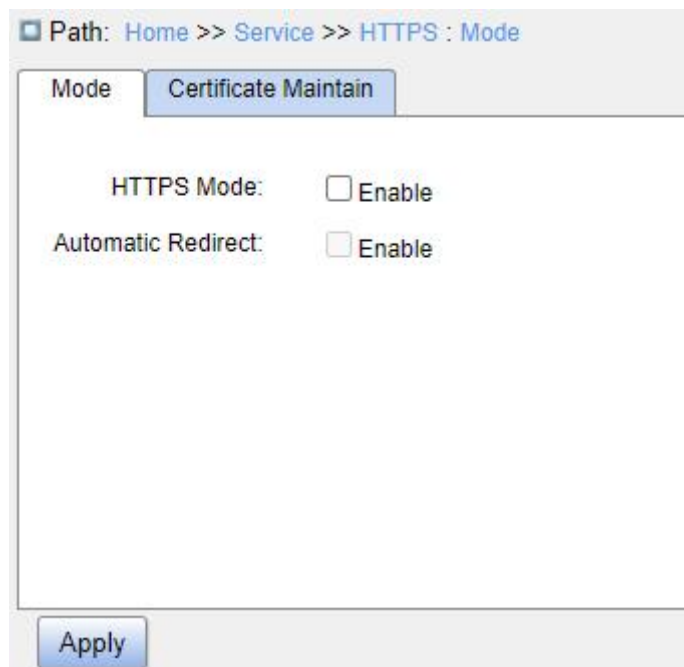 Path: Home >> Service >> HTTPS : Mode
Mode
Certificate Maintain
HTTPS Mode: Enable
Automatic Redirect: Enable
Apply